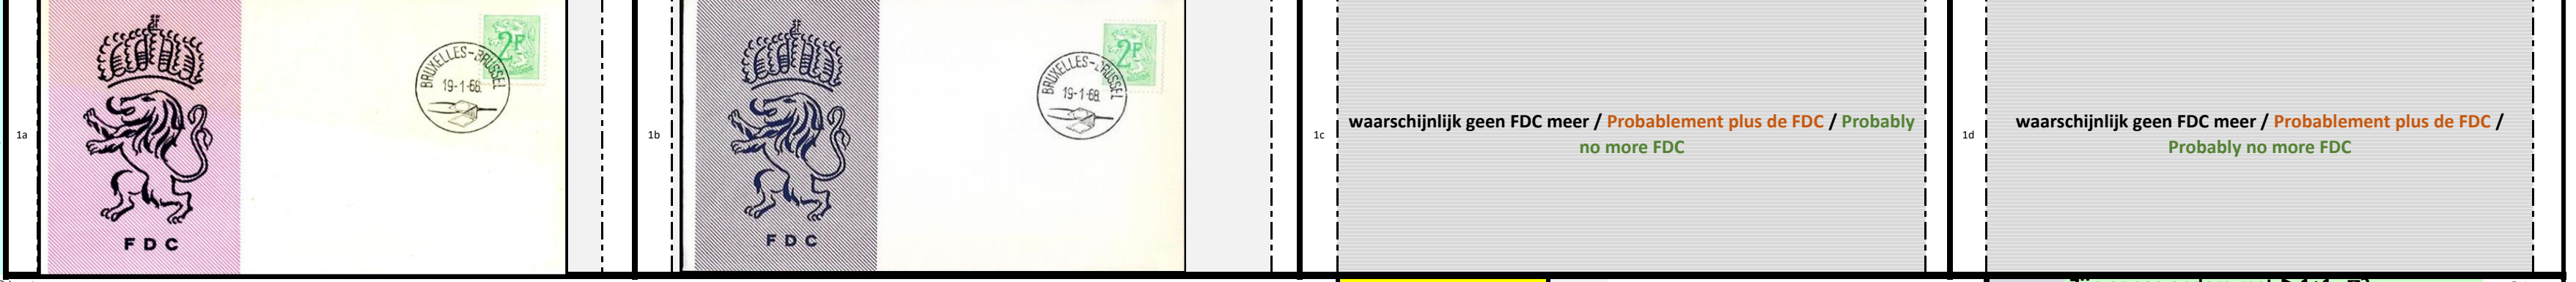 1a
BRUXELLES-BRUSSEL
19-1-68
2F
FDC
1b
BRUXELLES-BRUSSEL
19-1-68
2F
FDC
1c
waarschijnlijk geen FDC meer / Probablement plus de FDC / Probably
no more FDC
1d
waarschijnlijk geen FDC meer / Probablement plus de FDC /
Probably no more FDC